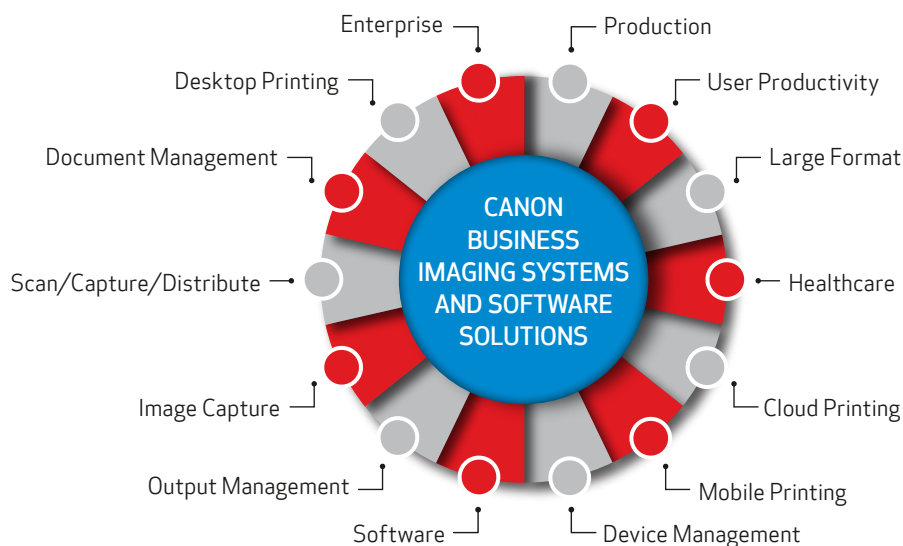 Enterprise
Production
Desktop Printing
User Productivity
Document Management
Large Format
CANON
BUSINESS
IMAGING SYSTEMS
AND SOFTWARE
SOLUTIONS
Scan/Capture/Distribute
Healthcare
Image Capture
Cloud Printing
Output Management
Mobile Printing
Software
Device Management